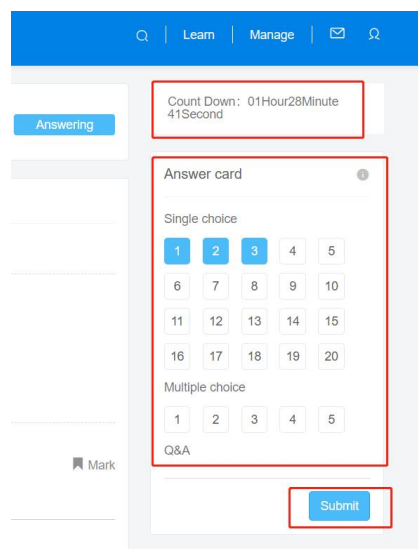 Learn Manage
Count Down: 01Hour28Minute
41Second
Answering
Answer card
Single choice
1 2 3 4 5
6 7 8 9 10
11 12 13 14 15
16 17 18 19 20
Multiple choice
1 2 3 4 5
Q&A
Mark
Submit